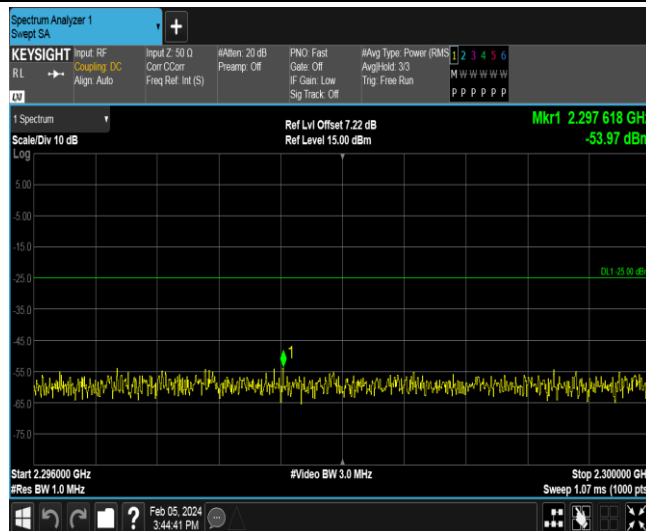 Spectrum Analyzer 1
Swept SA
+
KEYSIGHT
RL
Input: RF
Coupling: DC
Align: Auto
Input Z: 50 Ω
Corr CCorr
Freq Ref: Int (S)
#Atten: 20 dB
Preamp: Off
PNO: Fast
Gate: Off
IF Gain: Low
Sig Track: Off
#Avg Type: Power (RMS
Avg|Hold: 3/3
Trig: Free Run
1 2 3 4 5 6
M W W W W W
P P P P P P
1 Spectrum
Scale/Div 10 dB
Ref Lvl Offset 7.22 dB
Ref Level 15.00 dBm
Mkr1 2.297 618 GHz
-53.97 dBm
Log
5.00
-5.00
-15.0
-25.0
-35.0
-45.0
-55.0
-65.0
-75.0
DL1 -25.00 dBm
1
Start 2.296000 GHz
#Res BW 1.0 MHz
#Video BW 3.0 MHz
Stop 2.300000 GHz
Sweep 1.07 ms (1000 pts
?
Feb 05, 2024
3:44:41 PM